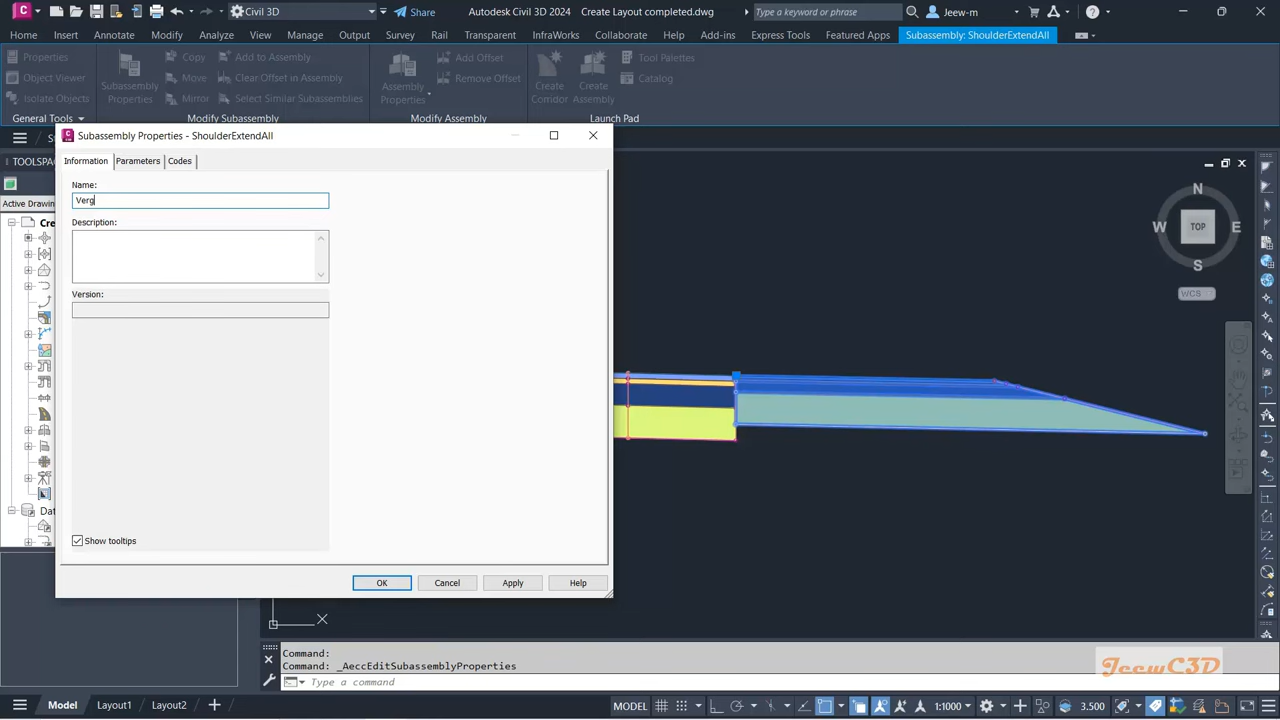 Civil 3D
Share
Autodesk Civil 3D 2024
Create Layout completed.dwg
Type a keyword or phrase
Jeew-m
Home
Insert
Annotate
Modify
Analyze
View
Manage
Output
Survey
Rail
Transparent
InfraWorks
Collaborate
Add-ins
Express Tools
Featured Apps
Subassembly: ShoulderExtendAll
Properties
Object Viewer
Isolate Objects
General Tools
Subassembly
Properties
Copy
Move
Mirror
Add to Assembly
Clear Offset in Assembly
Select Similar Subassemblies
Modify Subassembly
Assembly
Properties
Add Offset
Remove Offset
Modify Assembly
Create
Corridor
Create
Assembly
Tool Palettes
Catalog
Launch Pad
TOOLSPA
Active Drawin
Cre
Da
Subassembly Properties - ShoulderExtendAll
Information
Parameters
Codes
Name:
Verg
Description:
Version:
Show tooltips
OK
Cancel
Apply
Help
N
W
TOP
E
S
WCS
Command:
Command: _AeccEditSubassemblyProperties
Type a command
JeewC3D
Model
Layout1
Layout2
MODEL
1:1000
3.500